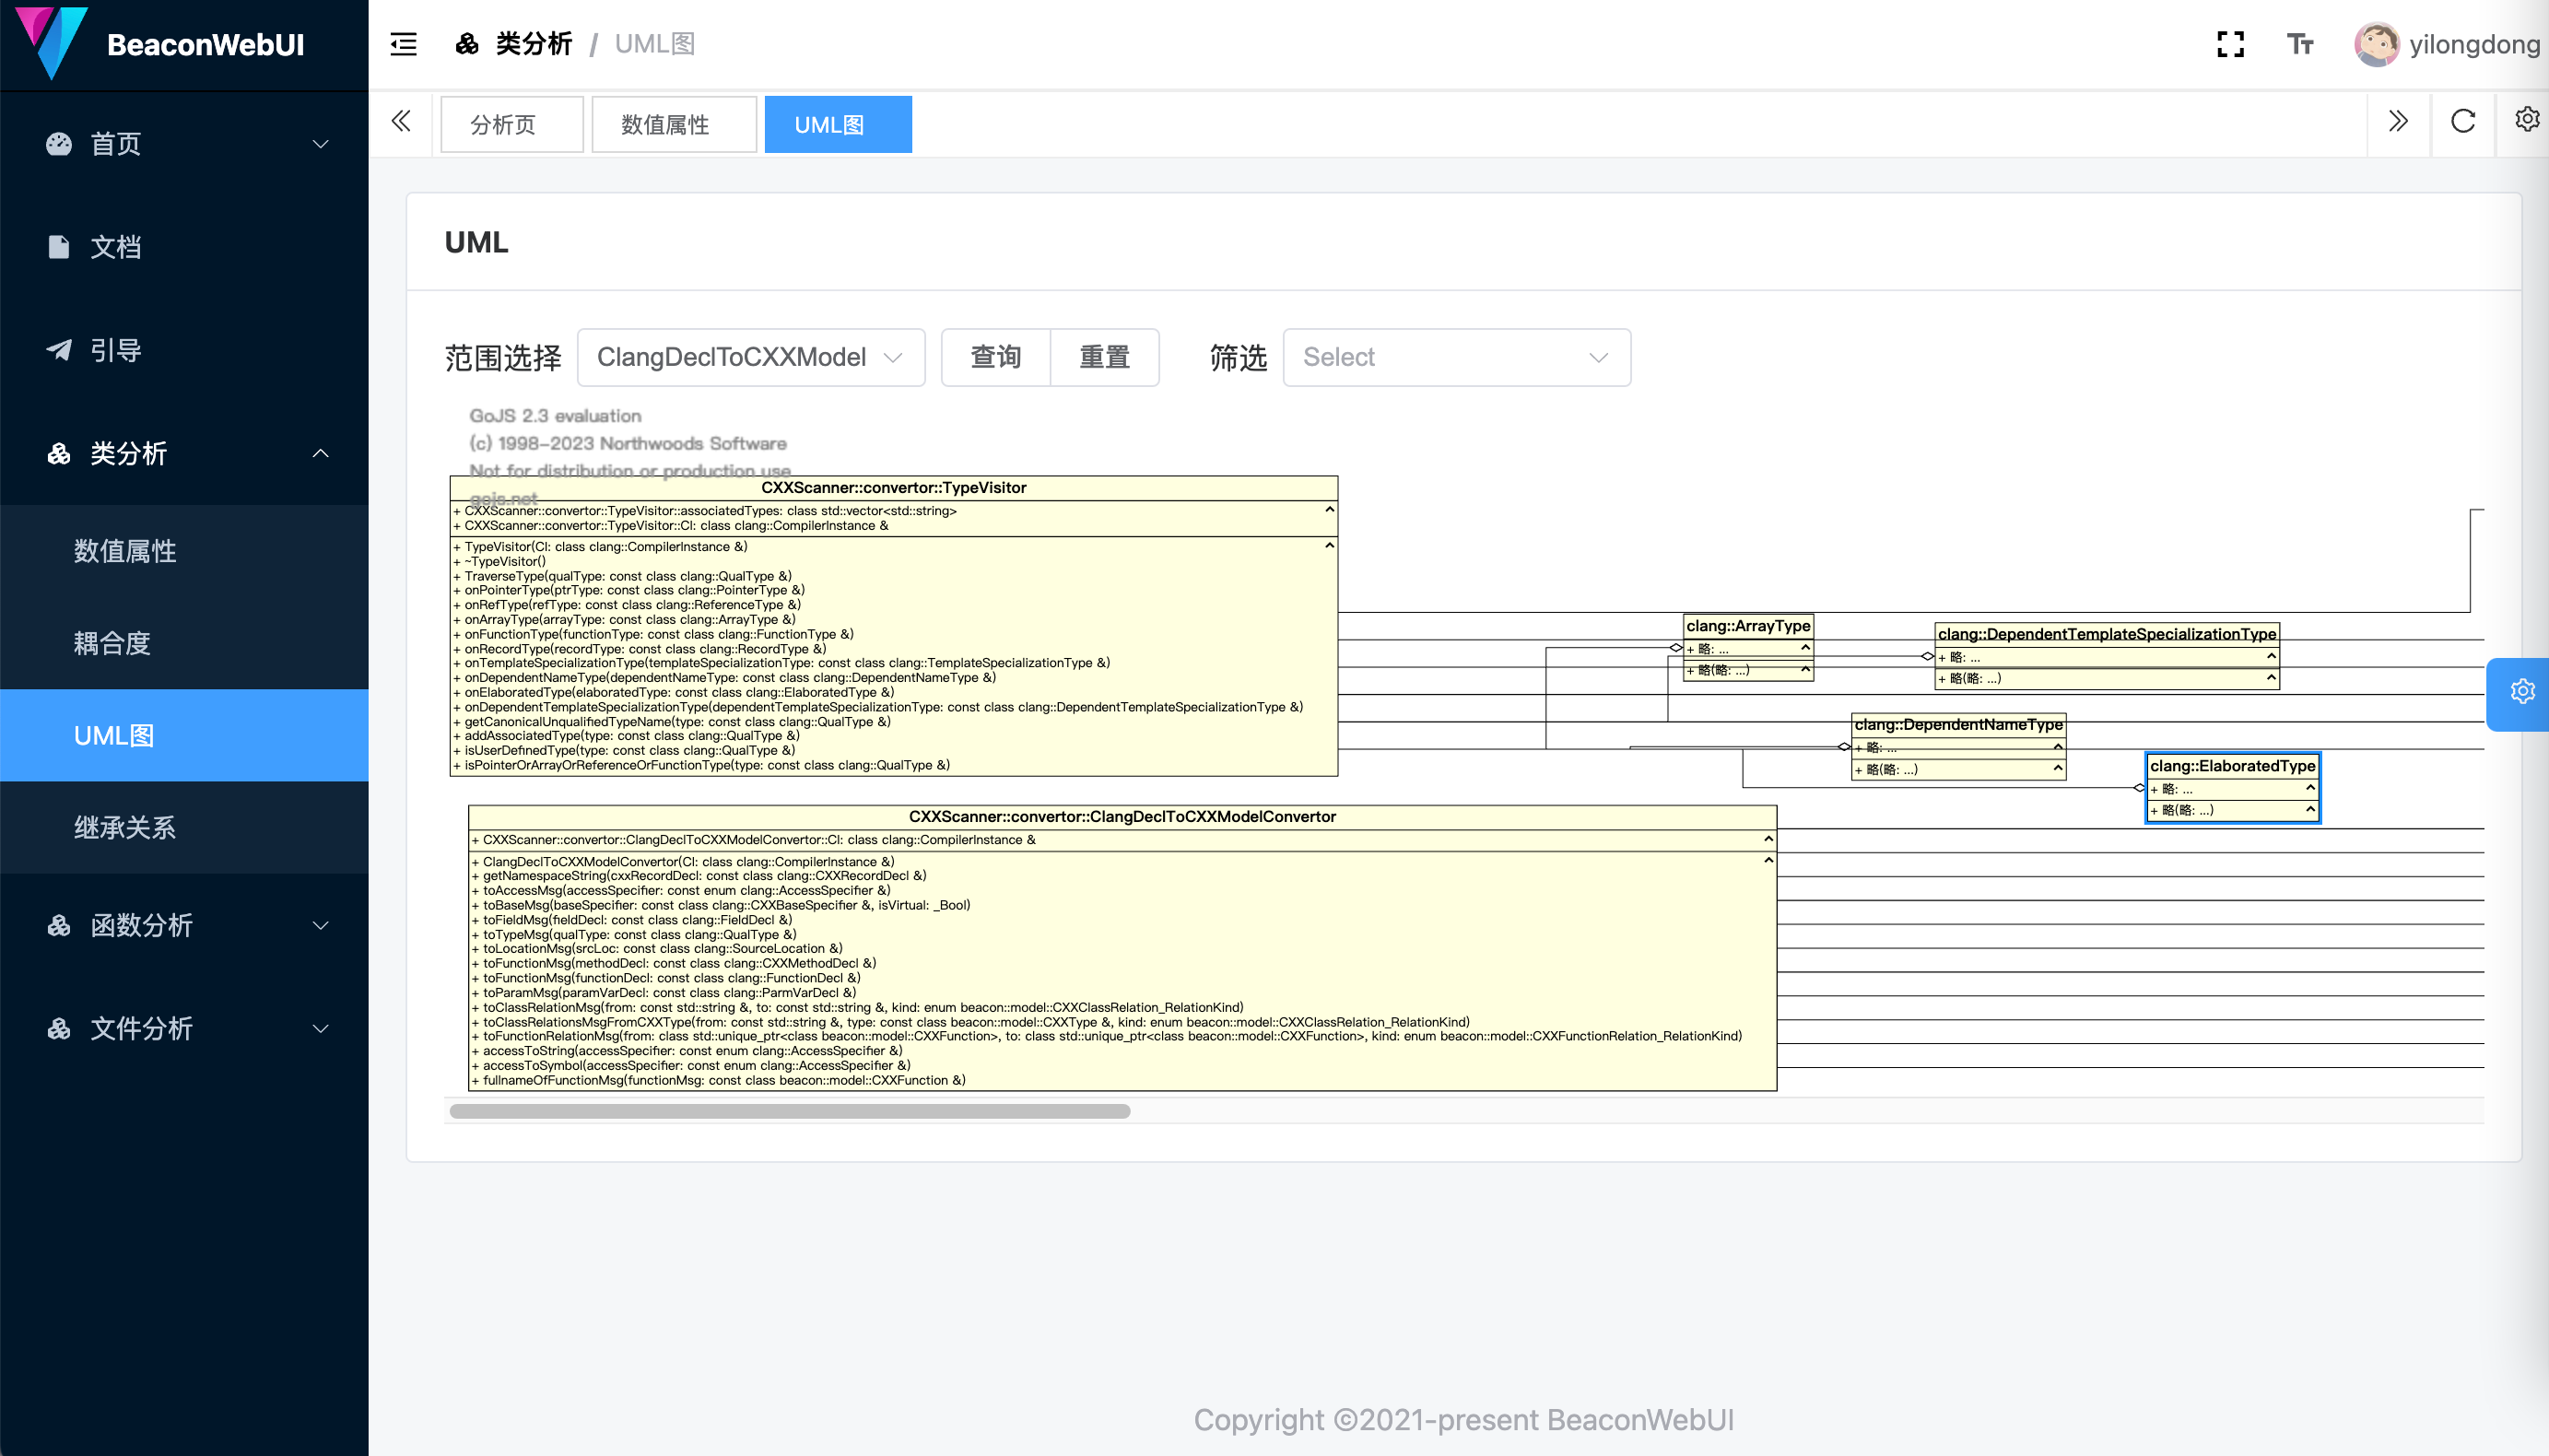 BeaconWebUI
类分析 / UML图
yilongdong
首页
文档
引导
类分析
数值属性
耦合度
UML图
继承关系
函数分析
文件分析
分析页
数值属性
UML图
UML
范围选择
ClangDeclToCXXModel
查询
重置
筛选
Select
GoJS 2.3 evaluation
(c) 1998-2023 Northwoods Software
Not for distribution or production use
gojs.net
CXXScanner::convertor::TypeVisitor
+ CXXScanner::convertor::TypeVisitor::associatedTypes: class std::vector<std::string>
+ CXXScanner::convertor::TypeVisitor::CI: class clang::CompilerInstance &
+ TypeVisitor(CI: class clang::CompilerInstance &)
+ ~TypeVisitor()
+ TraverseType(qualType: const class clang::QualType &)
+ onPointerType(ptrType: const class clang::PointerType &)
+ onRefType(refType: const class clang::ReferenceType &)
+ onArrayType(arrayType: const class clang::ArrayType &)
+ onFunctionType(functionType: const class clang::FunctionType &)
+ onRecordType(recordType: const class clang::RecordType &)
+ onTemplateSpecializationType(templateSpecializationType: const class clang::TemplateSpecializationType &)
+ onDependentNameType(dependentNameType: const class clang::DependentNameType &)
+ onElaboratedType(elaboratedType: const class clang::ElaboratedType &)
+ onDependentTemplateSpecializationType(dependentTemplateSpecializationType: const class clang::DependentTemplateSpecializationType &)
+ getCanonicalUnqualifiedTypeName(type: const class clang::QualType &)
+ addAssociatedType(type: const class clang::QualType &)
+ isUserDefinedType(type: const class clang::QualType &)
+ isPointerOrArrayOrReferenceOrFunctionType(type: const class clang::QualType &)
clang::ArrayType
+ 略: ...
+ 略(略: ...)
clang::DependentTemplateSpecializationType
+ 略: ...
+ 略(略: ...)
clang::DependentNameType
+ 略: ...
+ 略(略: ...)
clang::ElaboratedType
+ 略: ...
+ 略(略: ...)
CXXScanner::convertor::ClangDeclToCXXModelConvertor
+ CXXScanner::convertor::ClangDeclToCXXModelConvertor::CI: class clang::CompilerInstance &
+ ClangDeclToCXXModelConvertor(CI: class clang::CompilerInstance &)
+ getNamespaceString(cxxRecordDecl: const class clang::CXXRecordDecl &)
+ toAccessMsg(accessSpecifier: const enum clang::AccessSpecifier &)
+ toBaseMsg(baseSpecifier: const class clang::CXXBaseSpecifier &, isVirtual: _Bool)
+ toFieldMsg(fieldDecl: const class clang::FieldDecl &)
+ toTypeMsg(qualType: const class clang::QualType &)
+ toLocationMsg(srcLoc: const class clang::SourceLocation &)
+ toFunctionMsg(methodDecl: const class clang::CXXMethodDecl &)
+ toFunctionMsg(functionDecl: const class clang::FunctionDecl &)
+ toParamMsg(paramVarDecl: const class clang::ParmVarDecl &)
+ toClassRelationMsg(from: const std::string &, to: const std::string &, kind: enum beacon::model::CXXClassRelation_RelationKind)
+ toClassRelationsMsgFromCXXType(from: const std::string &, type: const class beacon::model::CXXType &, kind: enum beacon::model::CXXClassRelation_RelationKind)
+ toFunctionRelationMsg(from: class std::unique_ptr<class beacon::model::CXXFunction>, to: class std::unique_ptr<class beacon::model::CXXFunction>, kind: enum beacon::model::CXXFunctionRelation_RelationKind)
+ accessToString(accessSpecifier: const enum clang::AccessSpecifier &)
+ accessToSymbol(accessSpecifier: const enum clang::AccessSpecifier &)
+ fullnameOfFunctionMsg(functionMsg: const class beacon::model::CXXFunction &)
Copyright ©2021-present BeaconWebUI